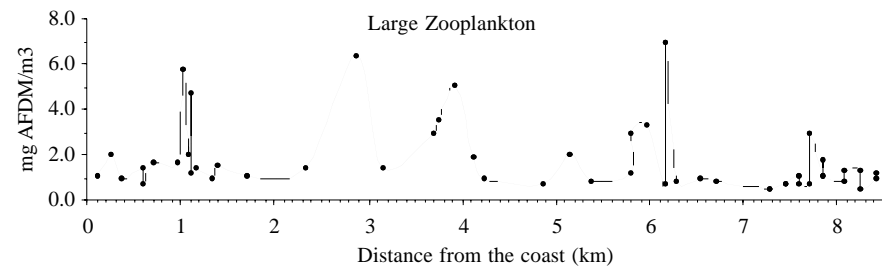 Large Zooplankton
mg AFDM/m3
8.0
6.0
4.0
2.0
0.0
0 1 2 3 4 5 6 7 8
Distance from the coast (km)